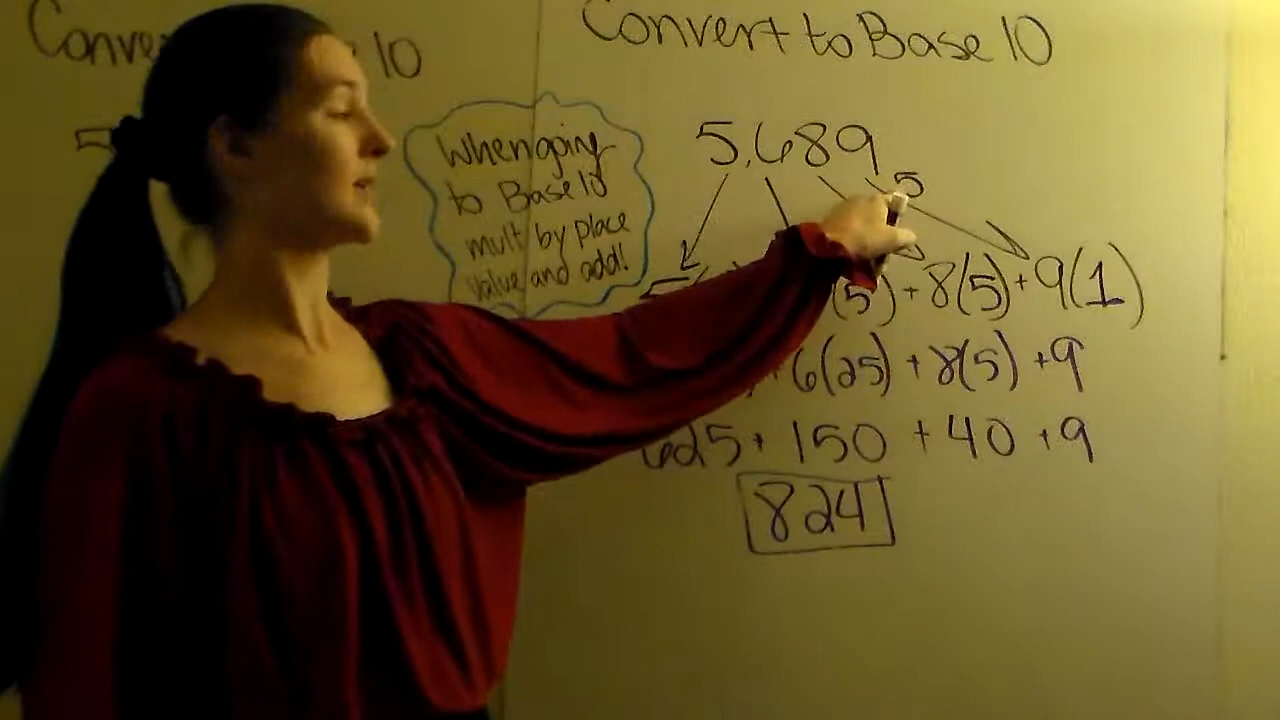 Conve 10
Convert to Base 10
5
When going
to Base 10
mult by place
value and add!
5,689 5
(5) + 8(5) + 9(1)
+ 6(25) + 8(5) + 9
625 + 150 + 40 + 9
824